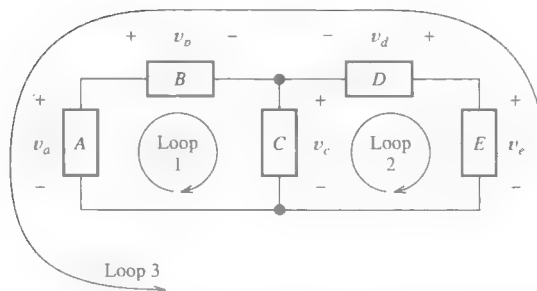 + v_b − − v_d +
B D
+ + +
v_a A Loop C v_c Loop E v_e
1 2
− − −
Loop 3